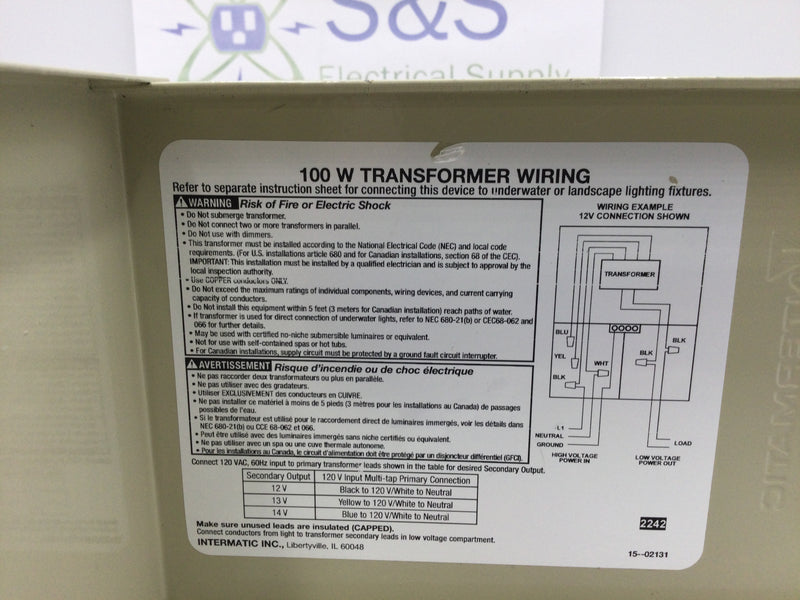 S&S
Electrical Supply
100 W TRANSFORMER WIRING
Refer to separate instruction sheet for connecting this device to underwater or landscape lighting fixtures.
WARNING Risk of Fire or Electric Shock
• Do Not submerge transformer.
• Do Not connect two or more transformers in parallel.
• Do Not use with dimmers.
• This transformer must be installed according to the National Electrical Code (NEC) and local code
requirements. (For U.S. installations article 680 and for Canadian installations, section 68 of the CEC).
IMPORTANT: This installation must be installed by a qualified electrician and is subject to approval by the
local inspection authority.
• Use COPPER conductors ONLY.
• Do Not exceed the maximum ratings of individual components, wiring devices, and current carrying
capacity of conductors.
• Do Not install this equipment within 5 feet (3 meters for Canadian installation) reach paths of water.
• If transformer is used for direct connection of underwater lights, refer to NEC 680-21(b) or CEC68-062 and
066 for further details.
• May be used with certified no-niche submersible luminaires or equivalent.
• Not for use with self-contained spas or hot tubs.
• For Canadian installations, supply circuit must be protected by a ground fault circuit interrupter.
AVERTISSEMENT Risque d'incendie ou de choc électrique
• Ne pas raccorder deux transformateurs ou plus en parallèle.
• Ne pas utiliser avec des gradateurs.
• Utiliser EXCLUSIVEMENT des conducteurs en CUIVRE.
• Ne pas installer ce matériel à moins de 5 pieds (3 mètres pour les installations au Canada) de passages
possibles de l'eau.
• Si le transformateur est utilisé pour le raccordement direct de luminaires immergés, voir les détails dans
NEC 680-21(b) ou CCE 68-062 et 066.
• Peut être utilisé avec des luminaires immergés sans niche certifiés ou équivalent.
• Ne pas utiliser avec un spa ou une cuve thermale autonome.
• Pour les installations au Canada, le circuit d'alimentation doit être protégé par un disjoncteur différentiel (GFCI).
Connect 120 VAC, 60Hz input to primary transformer leads shown in the table for desired Secondary Output.
Secondary Output 120 V Input Multi-tap Primary Connection
12 V Black to 120 V/White to Neutral
13 V Yellow to 120 V/White to Neutral
14 V Blue to 120 V/White to Neutral
Make sure unused leads are insulated (CAPPED).
Connect conductors from light to transformer secondary leads in low voltage compartment.
INTERMATIC INC., Libertyville, IL 60048
WIRING EXAMPLE
12V CONNECTION SHOWN
TRANSFORMER
BLU
YEL
BLK
WHT
BLK
BLK
L1
NEUTRAL
GROUND
HIGH VOLTAGE
POWER IN
LOAD
LOW VOLTAGE
POWER OUT
2242
15--02131